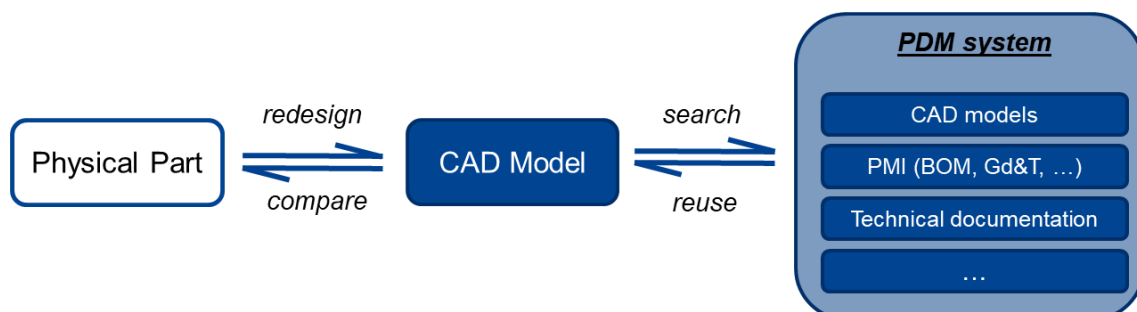 PDM system
redesign
search
CAD models
Physical Part
CAD Model
PMI (BOM, Gd&T, ...)
compare
reuse
Technical documentation
...